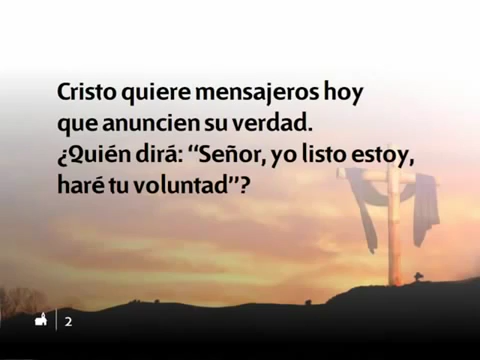 Cristo quiere mensajeros hoy
que anuncien su verdad.
¿Quién dirá: “Señor, yo listo estoy,
haré tu voluntad”?
2